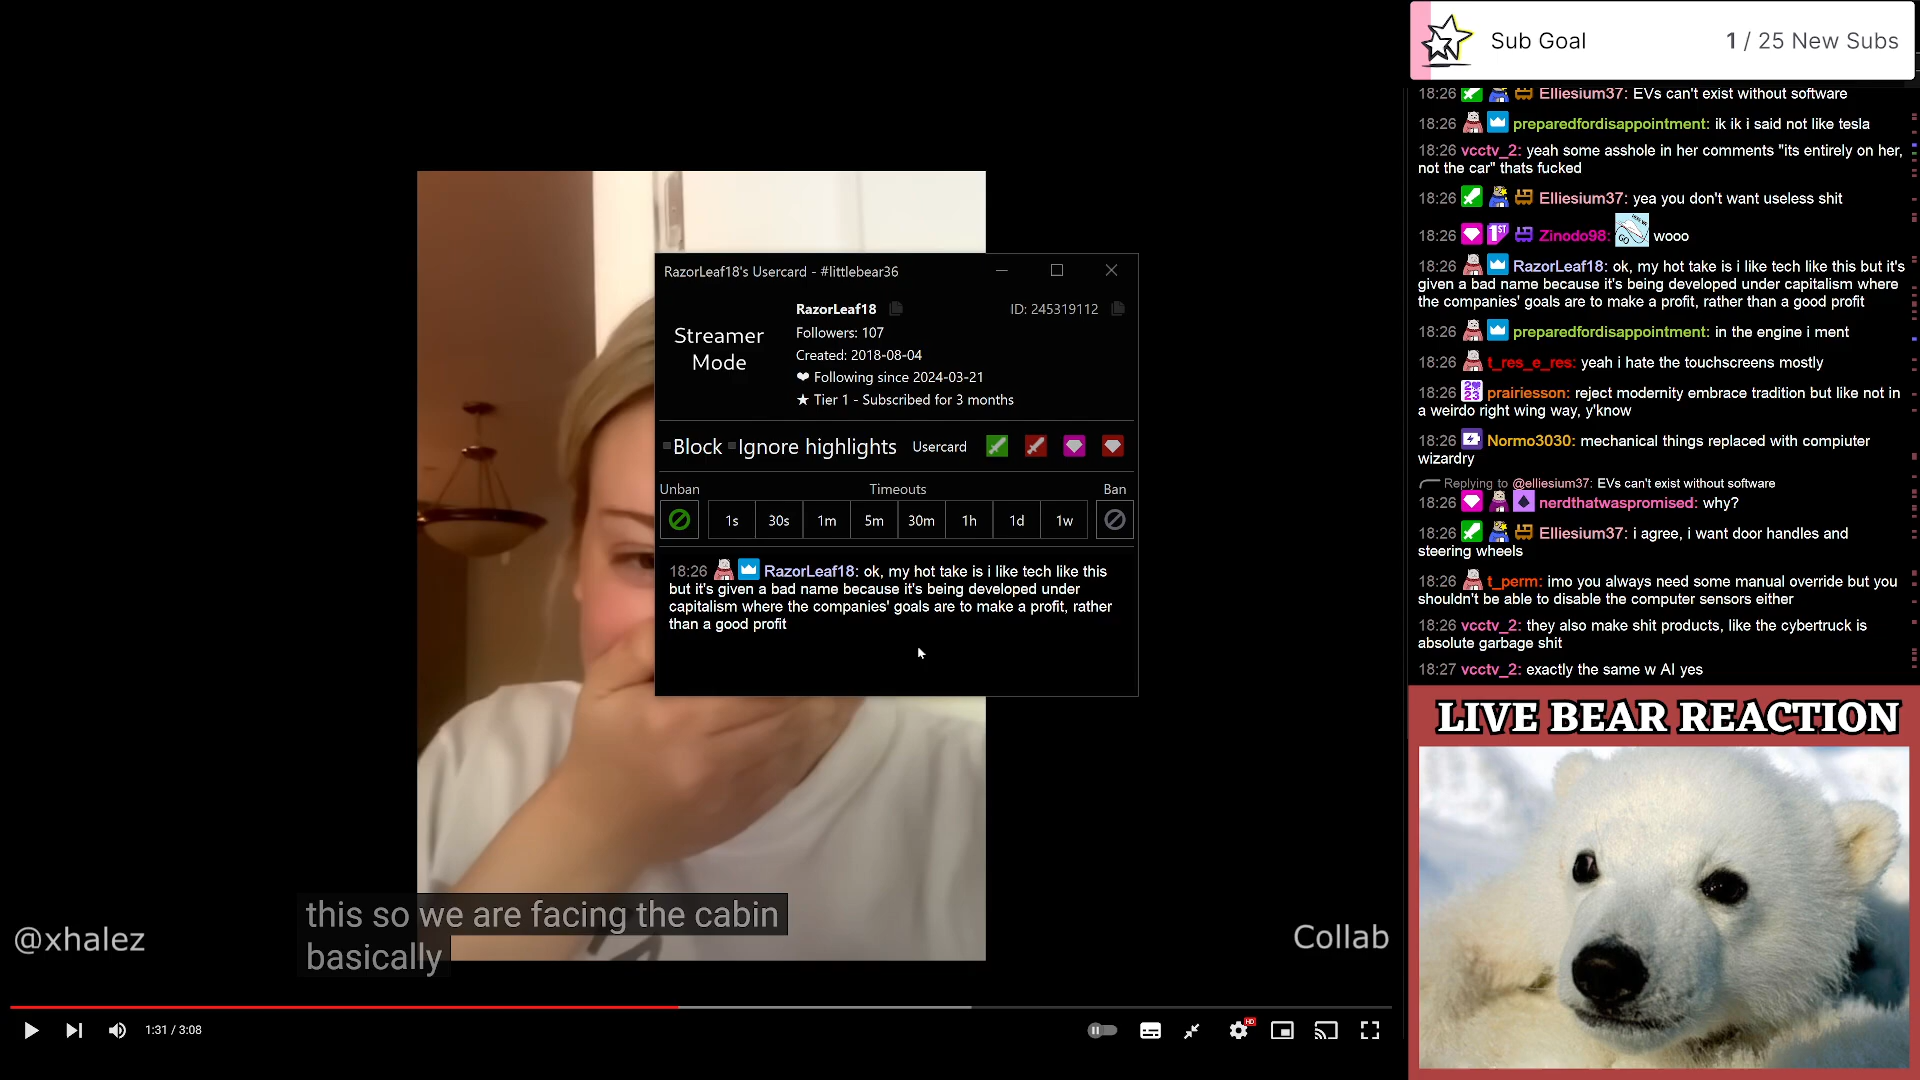 Sub Goal 1 / 25 New Subs
18:26 Elliesium37: EVs can't exist without software
18:26 preparedfordisappointment: ik ik i said not like tesla
18:26 vcctv_2: yeah some asshole in her comments "its entirely on her,
not the car" thats fucked
18:26 Elliesium37: yea you don't want useless shit
18:26 1ST Zinodo98: GO wooo
18:26 RazorLeaf18: ok, my hot take is i like tech like this but it's
given a bad name because it's being developed under capitalism where
the companies' goals are to make a profit, rather than a good profit
18:26 preparedfordisappointment: in the engine i ment
18:26 t_res_e_res: yeah i hate the touchscreens mostly
18:26 prairiesson: reject modernity embrace tradition but like not in
a weirdo right wing way, y'know
18:26 Normo3030: mechanical things replaced with compiuter
wizardry
Replying to @elliesium37: EVs can't exist without software
18:26 nerdthatwaspromised: why?
18:26 Elliesium37: i agree, i want door handles and
steering wheels
18:26 t_perm: imo you always need some manual override but you
shouldn't be able to disable the computer sensors either
18:26 vcctv_2: they also make shit products, like the cybertruck is
absolute garbage shit
18:27 vcctv_2: exactly the same w AI yes
LIVE BEAR REACTION
RazorLeaf18's Usercard - #littlebear36
Streamer
Mode
RazorLeaf18 ID: 245319112
Followers: 107
Created: 2018-08-04
❤ Following since 2024-03-21
★ Tier 1 - Subscribed for 3 months
Block Ignore highlights Usercard
Unban Timeouts Ban
1s 30s 1m 5m 30m 1h 1d 1w
18:26 RazorLeaf18: ok, my hot take is i like tech like this
but it's given a bad name because it's being developed under
capitalism where the companies' goals are to make a profit, rather
than a good profit
this so we are facing the cabin
basically
@xhalez
Collab
1:31 / 3:08
HD